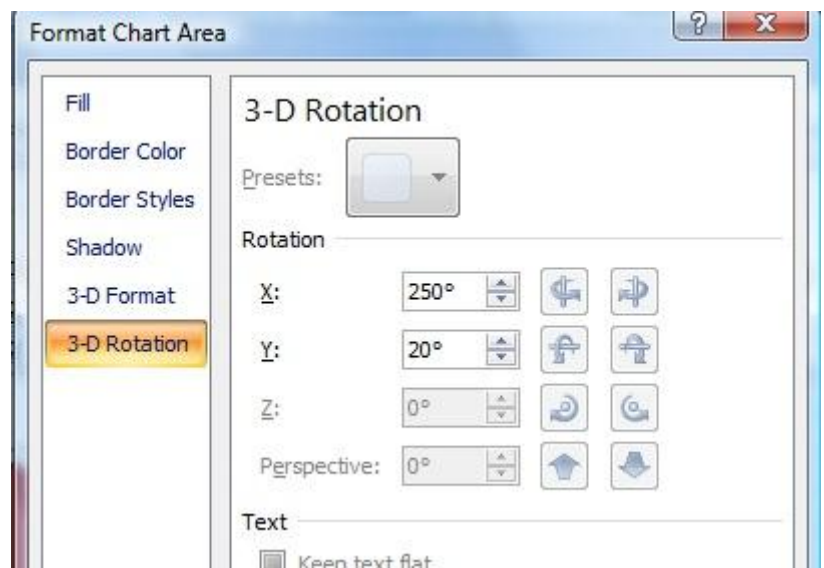 Format Chart Area
?
X
Fill
Border Color
Border Styles
Shadow
3-D Format
3-D Rotation
3-D Rotation
Presets:
Rotation
X: 250°
Y: 20°
Z: 0°
Perspective: 0°
Text
Keep text flat